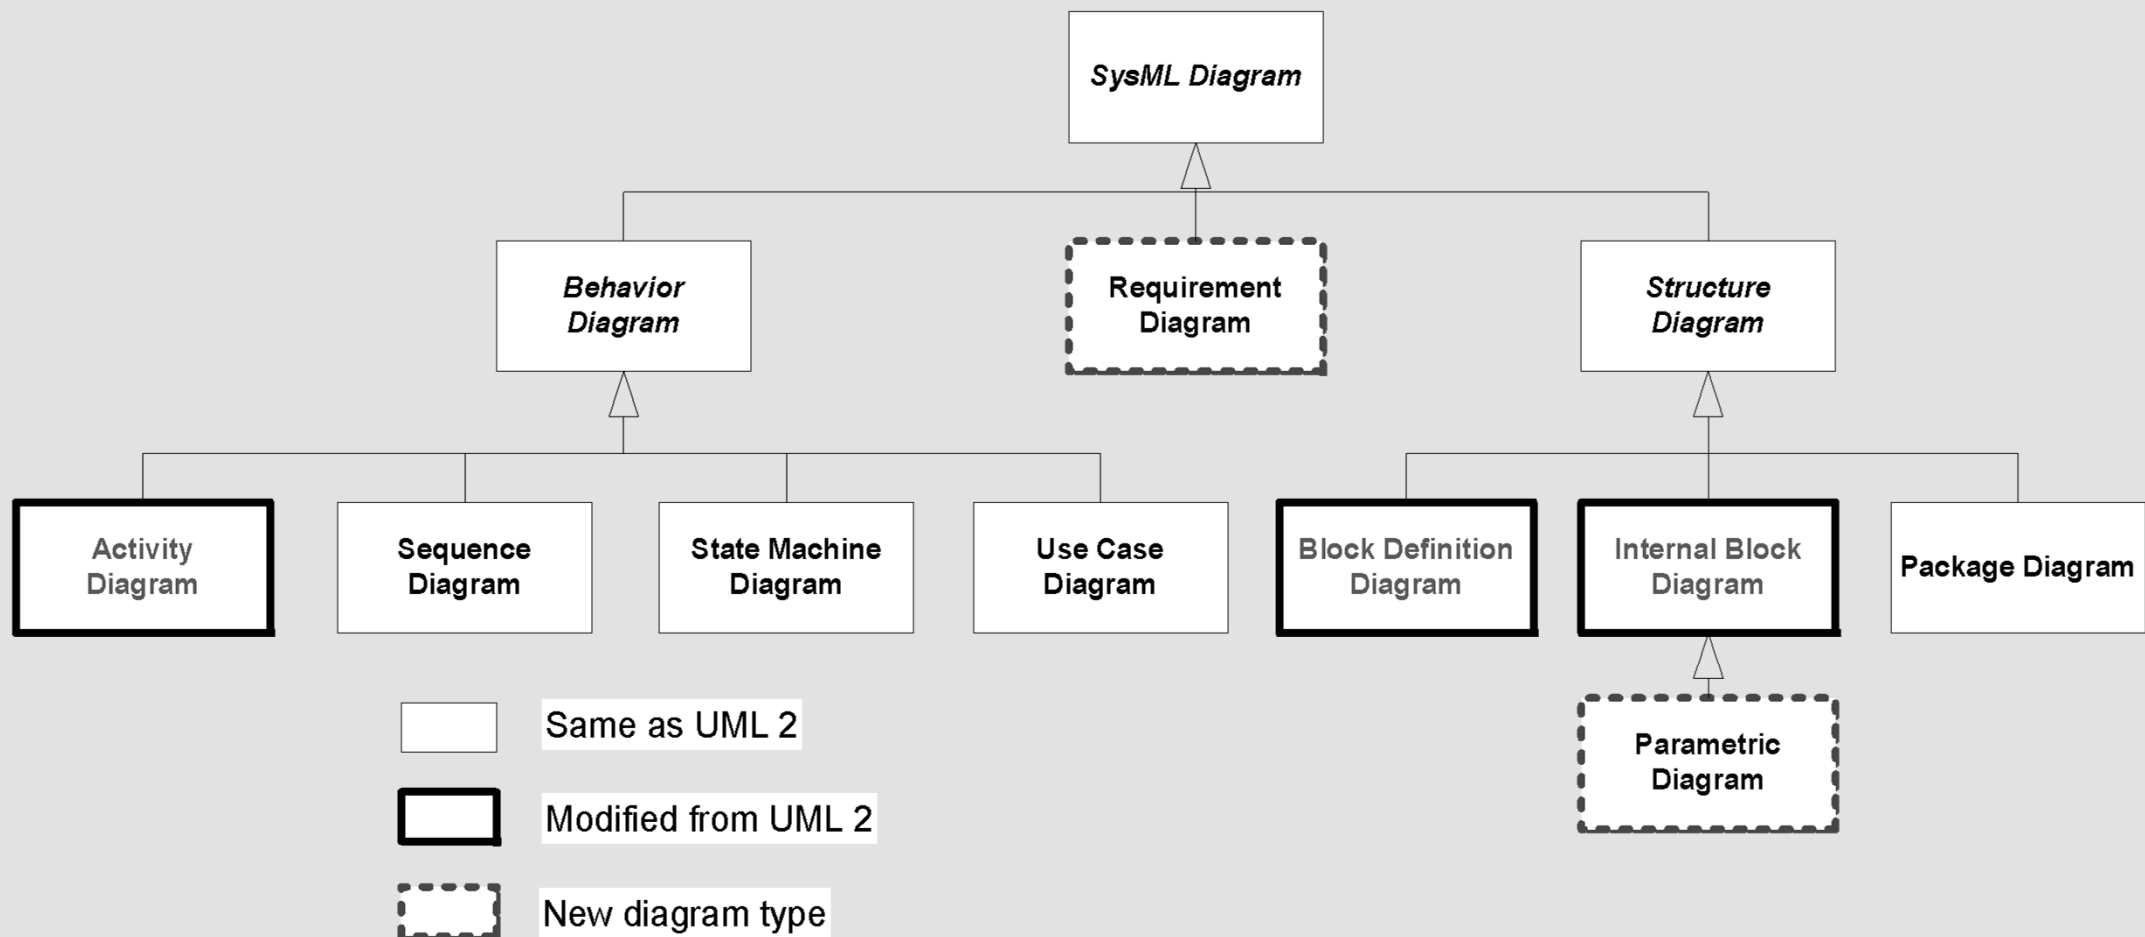 SysML Diagram
Behavior
Diagram
Requirement
Diagram
Structure
Diagram
Activity
Diagram
Sequence
Diagram
State Machine
Diagram
Use Case
Diagram
Block Definition
Diagram
Internal Block
Diagram
Package Diagram
Parametric
Diagram
Same as UML 2
Modified from UML 2
New diagram type